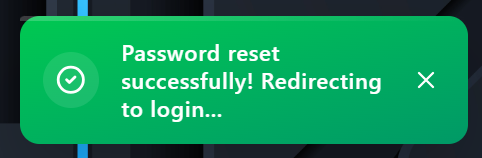 Password reset
successfully! Redirecting
to login...